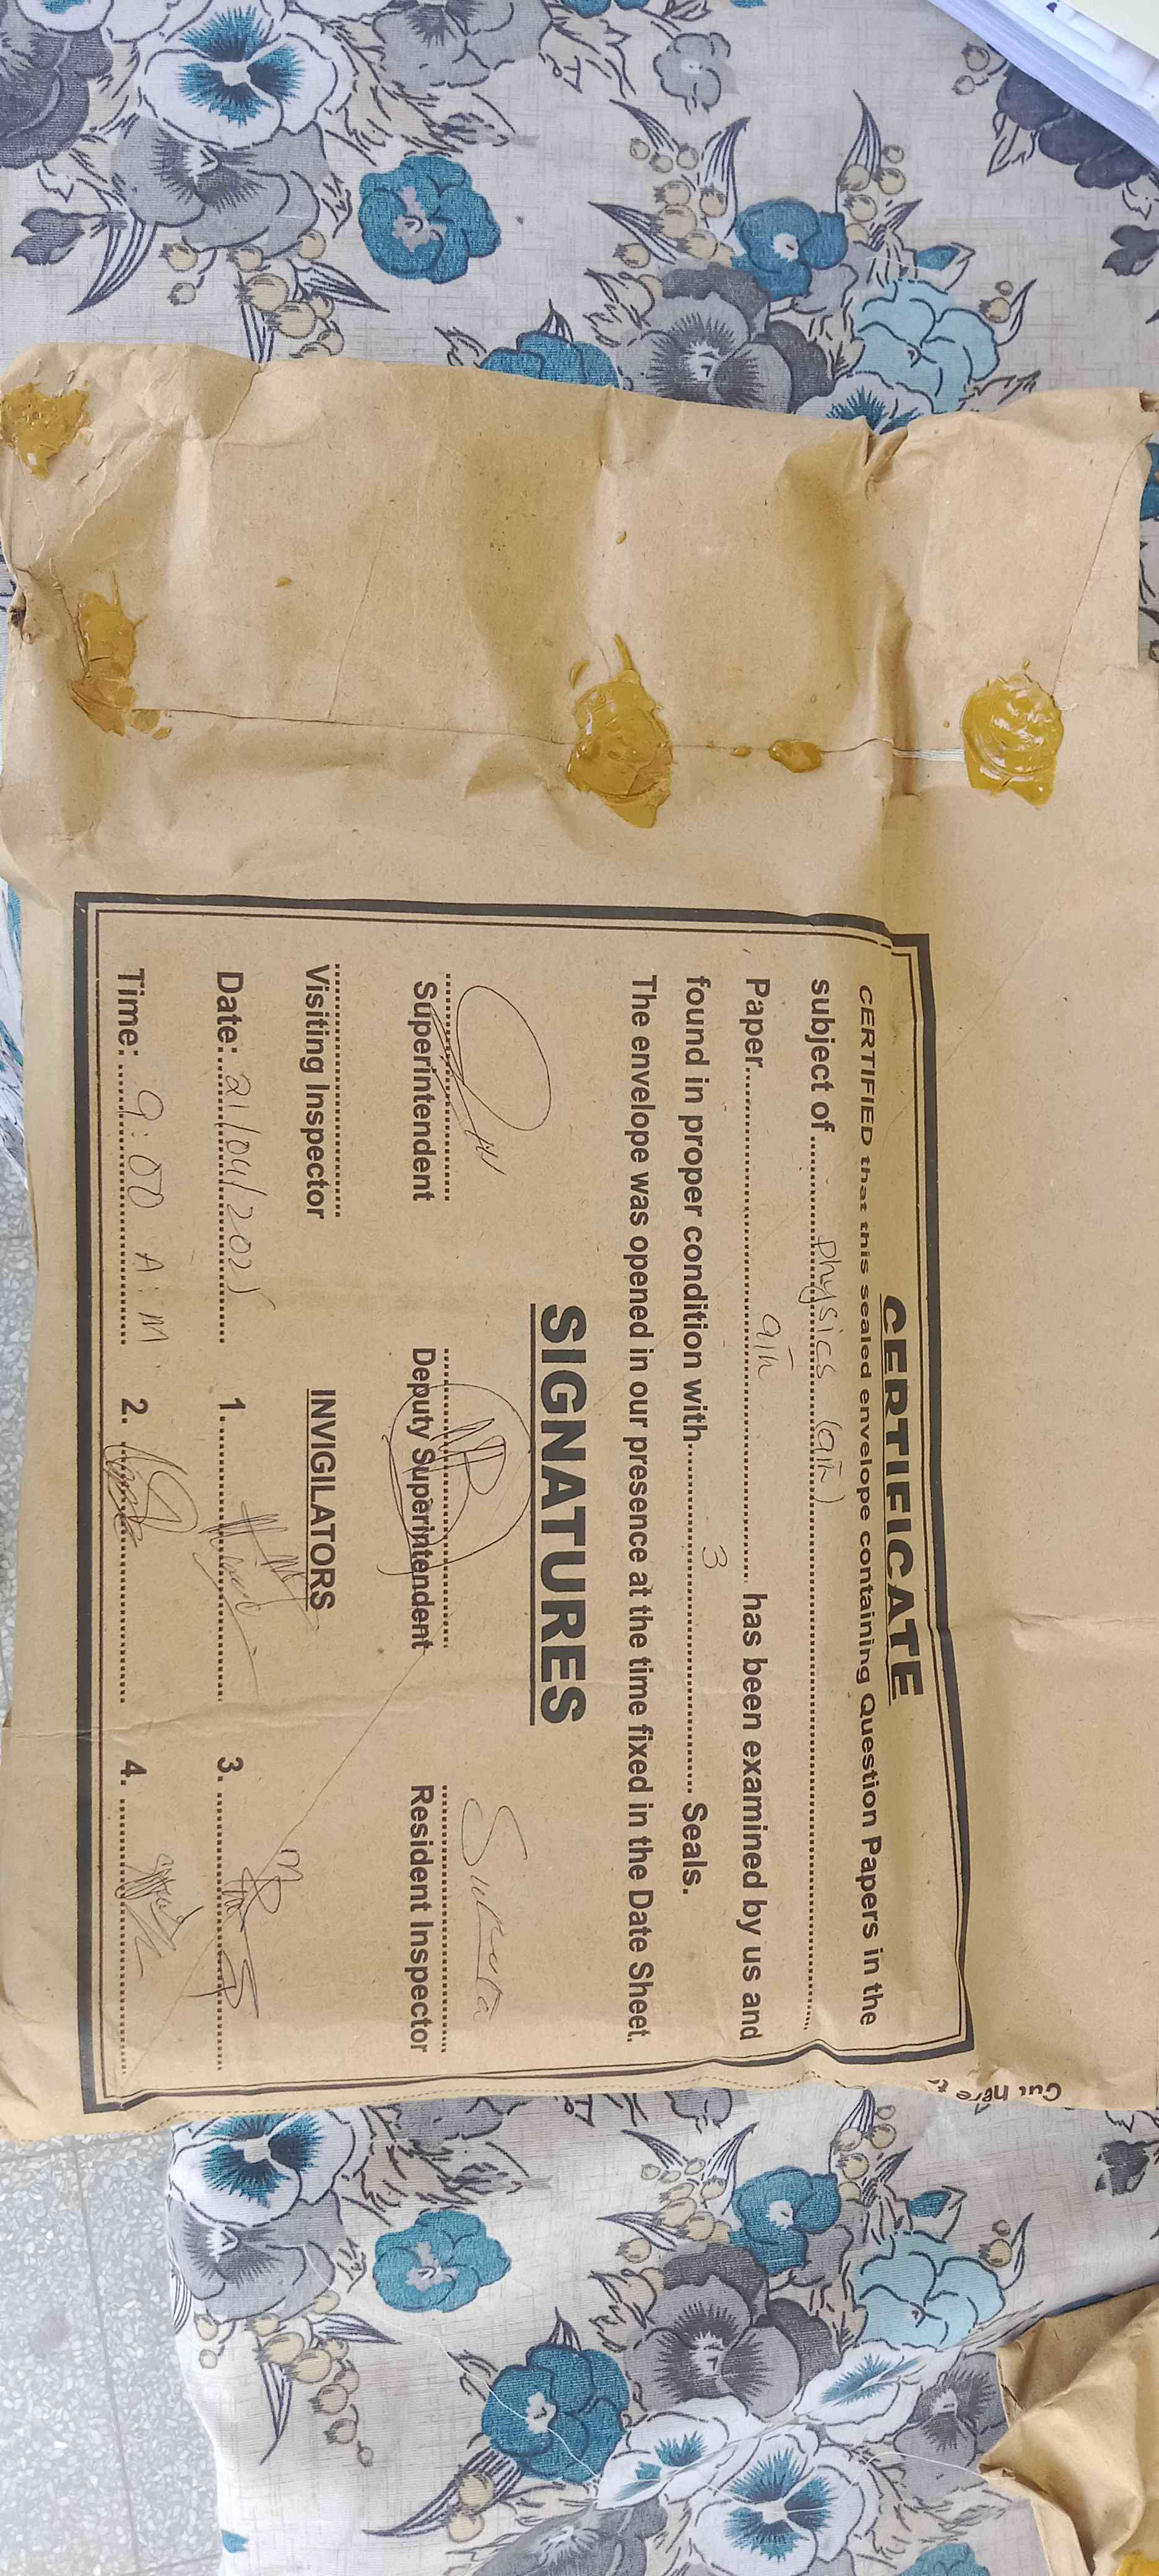 CERTIFICATE
CERTIFIED that this sealed envelope containing Question Papers in the
subject of ........ Physics (9th) ........
Paper........ 9th ........ has been examined by us and
found in proper condition with........ 3 ........ Seals.
The envelope was opened in our presence at the time fixed in the Date Sheet.
SIGNATURES
Superintendent Deputy Superintendent Resident Inspector
Visiting Inspector INVIGILATORS
Date: 21/04/2025 1. 3.
Time: 9:00 A.M 2. 4.
here